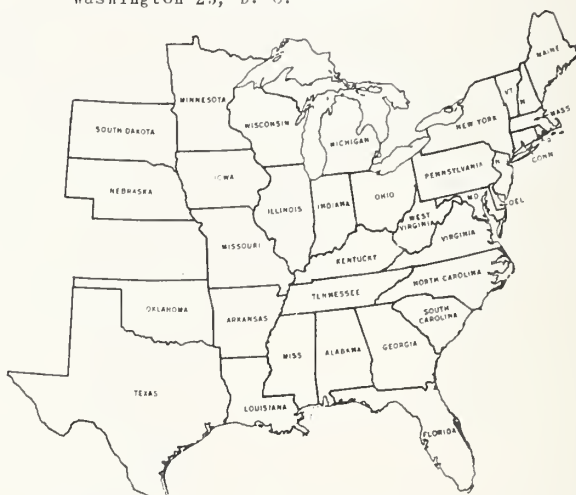 Washington 25, D. C.
MAINE
MINNESOTA
VT
N
WISCONSIN
MASS
SOUTH DAKOTA
MICHIGAN
NEW YORK
CONN
IOWA
PENNSYLVANIA
N
NEBRASKA
OHIO
MD
DEL
ILLINOIS
INDIANA
WEST
VIRGINIA
VIRGINIA
MISSOURI
KENTUCKY
NORTH CAROLINA
TENNESSEE
OKLAHOMA
ARKANSAS
SOUTH
CAROLINA
MISS
ALABAMA
GEORGIA
TEXAS
LOUISIANA
FLORIDA